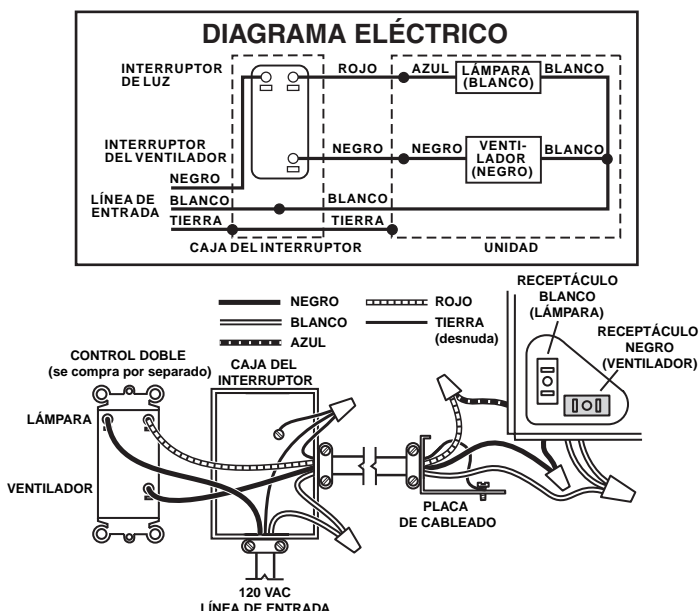 DIAGRAMA ELÉCTRICO
INTERRUPTOR
DE LUZ
ROJO
AZUL
LÁMPARA
(BLANCO)
BLANCO
INTERRUPTOR
DEL VENTILADOR
NEGRO
NEGRO
VENTI-
LADOR
(NEGRO)
BLANCO
NEGRO
LÍNEA DE
ENTRADA
BLANCO
BLANCO
TIERRA
TIERRA
CAJA DEL INTERRUPTOR
UNIDAD
RECEPTÁCULO
BLANCO
(LÁMPARA)
RECEPTÁCULO
NEGRO
(VENTILADOR)
NEGRO
ROJO
BLANCO
TIERRA
(desnuda)
AZUL
CONTROL DOBLE
(se compra por separado)
CAJA DEL
INTERRUPTOR
LÁMPARA
VENTILADOR
PLACA
DE CABLEADO
120 VAC
LÍNEA DE ENTRADA